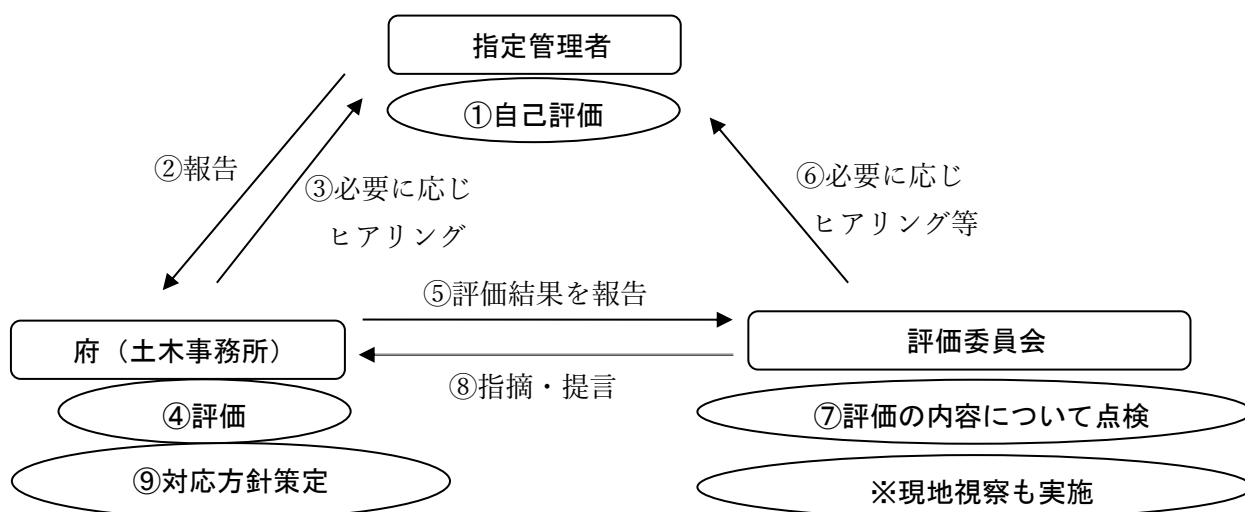 指定管理者
①自己評価
②報告
③必要に応じ
ヒアリング
⑥必要に応じ
ヒアリング等
⑤評価結果を報告
府（土木事務所）
評価委員会
⑧指摘・提言
④評価
⑦評価の内容について点検
⑨対応方針策定
※現地視察も実施